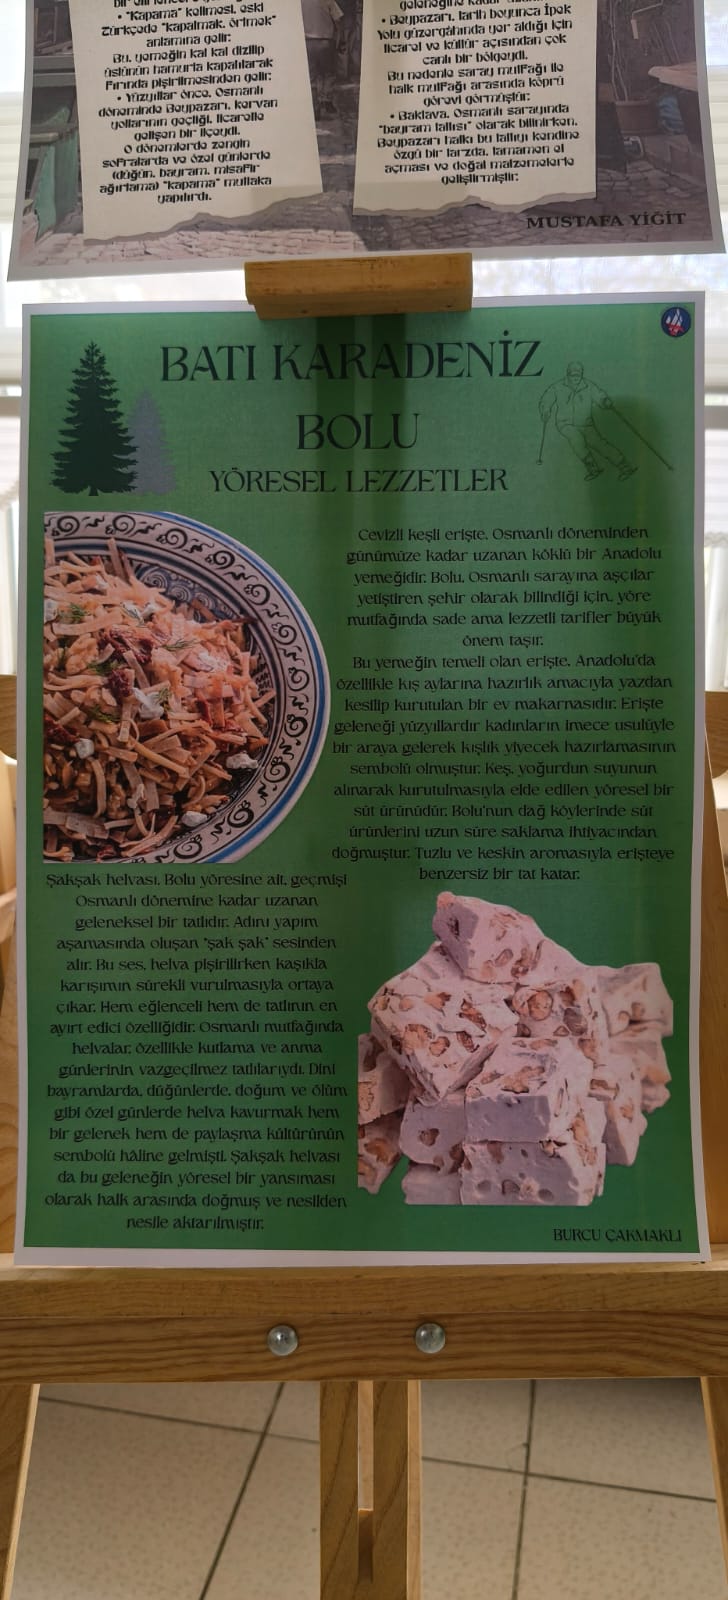 "Kapama" kelimesi, eski
Türkçede "kapalmak, örtmek"
anlamına gelir.
Bu, yemeğin kat kat dizilip
üstünün hamurla kapatılarak
fırında pişirilmesinden gelir.
• Yüzyıllar önce, Osmanlı
döneminde Beypazarı, kervan
yollarının geçtiği, ticaretle
gelişen bir ilçeydi.
O dönemlerde zengin
sofralarda ve özel günlerde
(düğün, bayram, misafir
ağırlama) "kapama" mutlaka
yapılırdı.
• Beypazarı, tarih boyunca İpek
Yolu güzergâhında yer aldığı için
ticaret ve kültür açısından çok
canlı bir bölgeydi.
Bu nedenle saray mutfağı ile
halk mutfağı arasında köprü
görevi görmüştür.
• Baklava, Osmanlı sarayında
"bayram tatlısı" olarak bilinirken,
Beypazarı halkı bu tatlıyı kendine
özgü bir tarzda, tamamen el
açması ve doğal malzemelerle
geliştirmiştir.
MUSTAFA YİĞİT
BATI KARADENİZ
BOLU
YÖRESEL LEZZETLER
Cevizli keşli erişte, Osmanlı döneminden
günümüze kadar uzanan köklü bir Anadolu
yemeğidir. Bolu, Osmanlı sarayına aşçılar
yetiştiren şehir olarak bilindiği için, yöre
mutfağında sade ama lezzetli tarifler büyük
önem taşır.
Bu yemeğin temeli olan erişte, Anadolu'da
özellikle kış aylarına hazırlık amacıyla yazdan
kesilip kurutulan bir ev makarnasıdır. Erişte
geleneği yüzyıllardır kadınların imece usulüyle
bir araya gelerek kışlık yiyecek hazırlamasının
sembolü olmuştur. Keş, yoğurdun suyunun
alınarak kurutulmasıyla elde edilen yöresel bir
süt ürünüdür. Bolu'nun dağ köylerinde süt
ürünlerini uzun süre saklama ihtiyacından
doğmuştur. Tuzlu ve keskin aromasıyla erişteye
benzersiz bir tat katar.
Şakşak helvası, Bolu yöresine ait, geçmişi
Osmanlı dönemine kadar uzanan
geleneksel bir tatlıdır. Adını yapım
aşamasında oluşan "şak şak" sesinden
alır. Bu ses, helva pişirilirken kaşıkla
karışımın sürekli vurulmasıyla ortaya
çıkar. Hem eğlenceli hem de tatlının en
ayırt edici özelliğidir. Osmanlı mutfağında
helvalar, özellikle kutlama ve anma
günlerinin vazgeçilmez tatlılarıydı. Dini
bayramlarda, düğünlerde, doğum ve ölüm
gibi özel günlerde helva kavurmak hem
bir gelenek hem de paylaşma kültürünün
sembolü hâline gelmişti. Şakşak helvası
da bu geleneğin yöresel bir yansıması
olarak halk arasında doğmuş ve nesilden
nesile aktarılmıştır.
BURCU ÇAKMAKLI